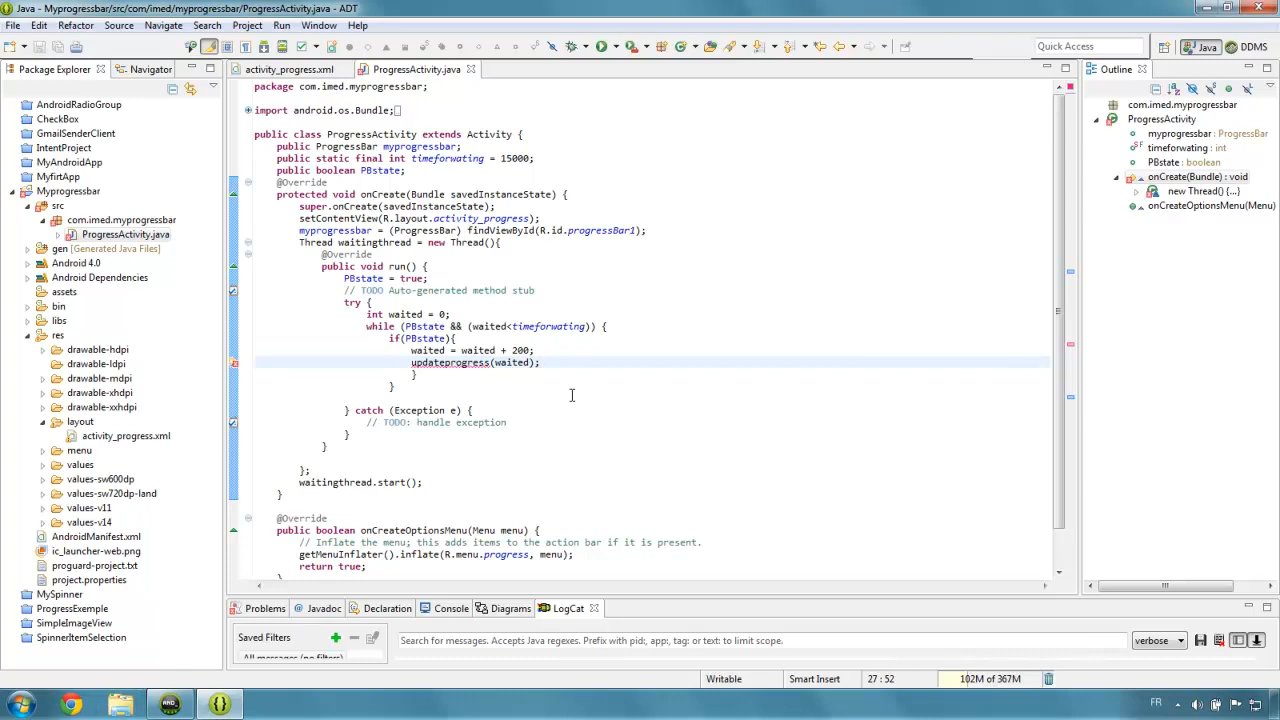 Java - Myprogressbar/src/com/imed/myprogressbar/ProgressActivity.java - ADT
File Edit Refactor Source Navigate Search Project Run Window Help
Quick Access
Java
DDMS
Package Explorer
Navigator
activity_progress.xml
ProgressActivity.java
Outline
AndroidRadioGroup
CheckBox
GmailSenderClient
IntentProject
MyAndroidApp
MyfirtApp
Myprogressbar
src
com.imed.myprogressbar
ProgressActivity.java
gen [Generated Java Files]
Android 4.0
Android Dependencies
assets
bin
libs
res
drawable-hdpi
drawable-ldpi
drawable-mdpi
drawable-xhdpi
drawable-xxhdpi
layout
activity_progress.xml
menu
values
values-sw600dp
values-sw720dp-land
values-v11
values-v14
AndroidManifest.xml
ic_launcher-web.png
proguard-project.txt
project.properties
MySpinner
ProgressExemple
SimpleImageView
SpinnerItemSelection
package com.imed.myprogressbar;
import android.os.Bundle;
public class ProgressActivity extends Activity {
public ProgressBar myprogressbar;
public static final int timeforwating = 15000;
public boolean PBstate;
@Override
protected void onCreate(Bundle savedInstanceState) {
super.onCreate(savedInstanceState);
setContentView(R.layout.activity_progress);
myprogressbar = (ProgressBar) findViewById(R.id.progressBar1);
Thread waitingthread = new Thread(){
@Override
public void run() {
PBstate = true;
// TODO Auto-generated method stub
try {
int waited = 0;
while (PBstate && (waited<timeforwating)) {
if(PBstate){
waited = waited + 200;
updateprogress(waited);
}
}
} catch (Exception e) {
// TODO: handle exception
}
}
};
waitingthread.start();
}
@Override
public boolean onCreateOptionsMenu(Menu menu) {
// Inflate the menu; this adds items to the action bar if it is present.
getMenuInflater().inflate(R.menu.progress, menu);
return true;
}
com.imed.myprogressbar
ProgressActivity
myprogressbar : ProgressBar
timeforwating : int
PBstate : boolean
onCreate(Bundle) : void
new Thread() {...}
onCreateOptionsMenu(Menu)
Problems
Javadoc
Declaration
Console
Diagrams
LogCat
Saved Filters
Search for messages. Accepts Java regexes. Prefix with pid:, app:, tag: or text: to limit scope.
verbose
All messages (no filters)
Writable
Smart Insert
27 : 52
102M of 367M
FR